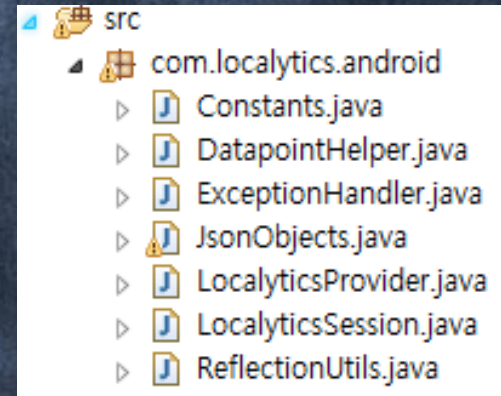 src
com.localytics.android
Constants.java
DatapointHelper.java
ExceptionHandler.java
JsonObjects.java
LocalyticsProvider.java
LocalyticsSession.java
ReflectionUtils.java